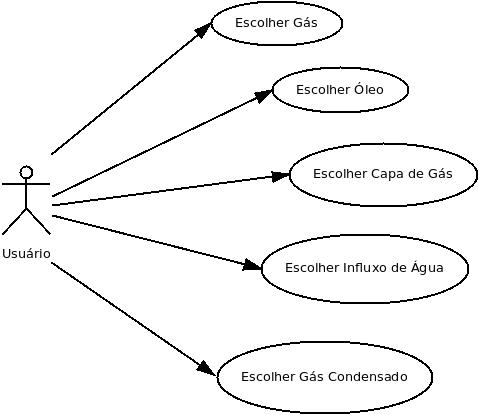 Escolher Gás
Escolher Óleo
Escolher Capa de Gás
Usuário
Escolher Influxo de Água
Escolher Gás Condensado